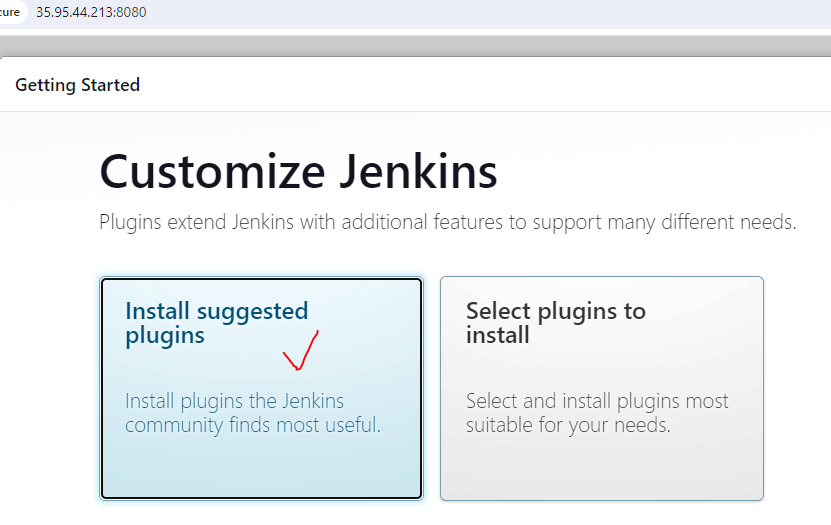 cure 35.95.44.213:8080
Getting Started
Customize Jenkins
Plugins extend Jenkins with additional features to support many different needs.
Install suggested
plugins
Install plugins the Jenkins
community finds most useful.
Select plugins to
install
Select and install plugins most
suitable for your needs.